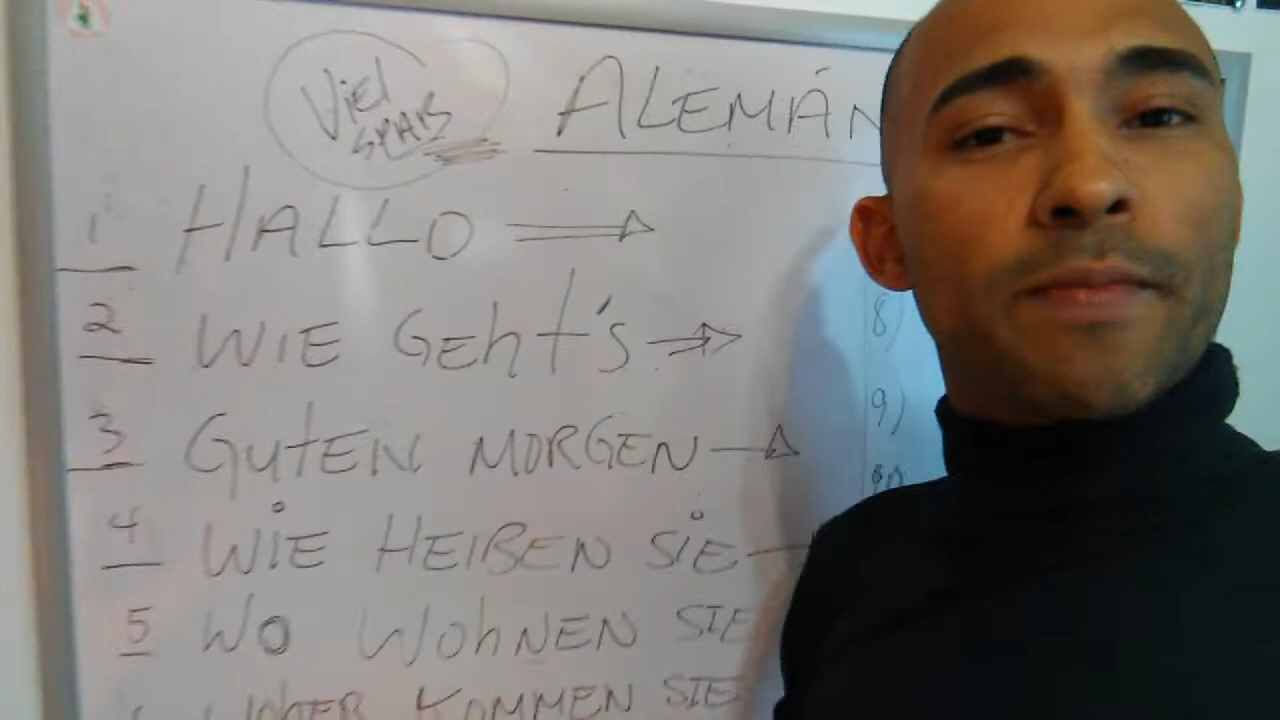 Viel
SPAß
ALEMÁN
1 HALLO
2 WIE GEht's
3 GUtEN MORGEN
4 WIE HEIßEN SIE
5 WO WOhNEN SIE
KOMMEN SIE
8)
9)